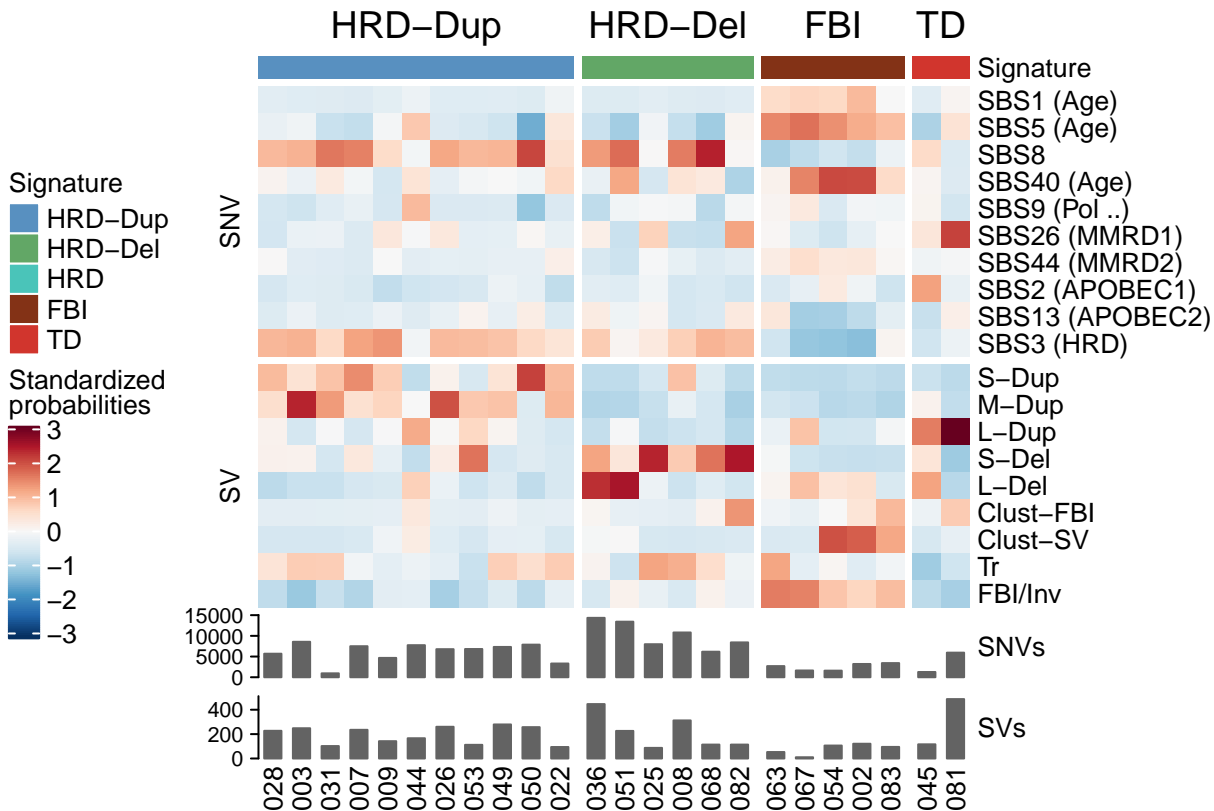 HRD–Dup HRD–Del FBI TD
Signature
SBS1 (Age)
SBS5 (Age)
SBS8
SBS40 (Age)
SBS9 (Pol ..)
SBS26 (MMRD1)
SBS44 (MMRD2)
SBS2 (APOBEC1)
SBS13 (APOBEC2)
SBS3 (HRD)
SNV
S–Dup
M–Dup
L–Dup
S–Del
L–Del
Clust–FBI
Clust–SV
Tr
FBI/Inv
SV
Signature
HRD–Dup
HRD–Del
HRD
FBI
TD
Standardized
probabilities
3
2
1
0
−1
−2
−3
15000
10000
5000
0
SNVs
400
200
0
SVs
028 003 031 007 009 044 026 053 049 050 022 036 051 025 008 068 082 063 067 054 002 083 045 081